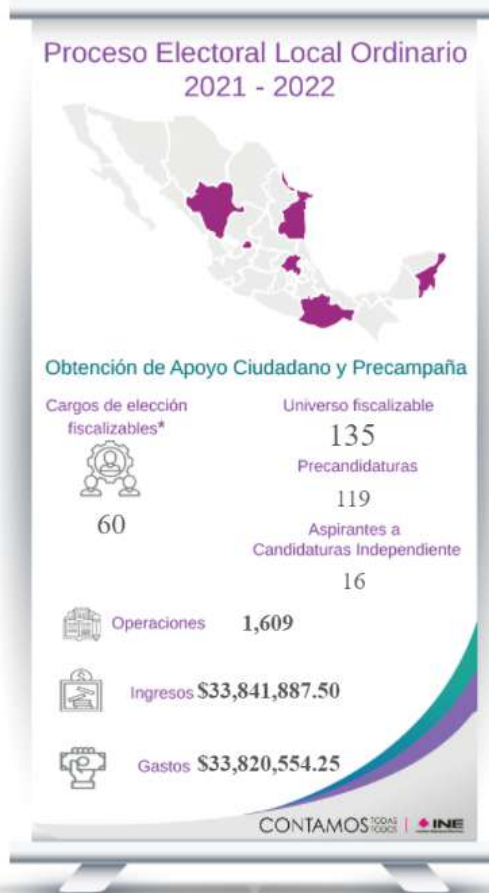 Proceso Electoral Local Ordinario
2021 - 2022
Obtención de Apoyo Ciudadano y Precampaña
Cargos de elección
fiscalizables*
60
Universo fiscalizable
135
Precandidaturas
119
Aspirantes a
Candidaturas Independiente
16
Operaciones 1,609
Ingresos $33,841,887.50
Gastos $33,820,554.25
CONTAMOS TODAS TODOS | INE